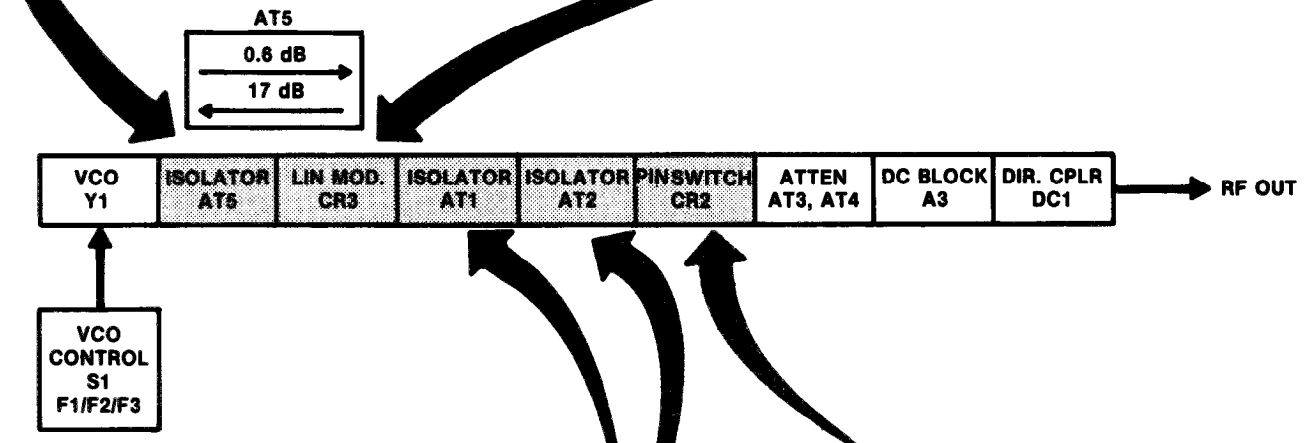 AT5
0.6 dB
17 dB
VCO
Y1
ISOLATOR
AT5
LIN MOD.
CR3
ISOLATOR
AT1
ISOLATOR
AT2
PINSWITCH
CR2
ATTEN
AT3, AT4
DC BLOCK
A3
DIR. CPLR
DC1
RF OUT
VCO
CONTROL
S1
F1/F2/F3